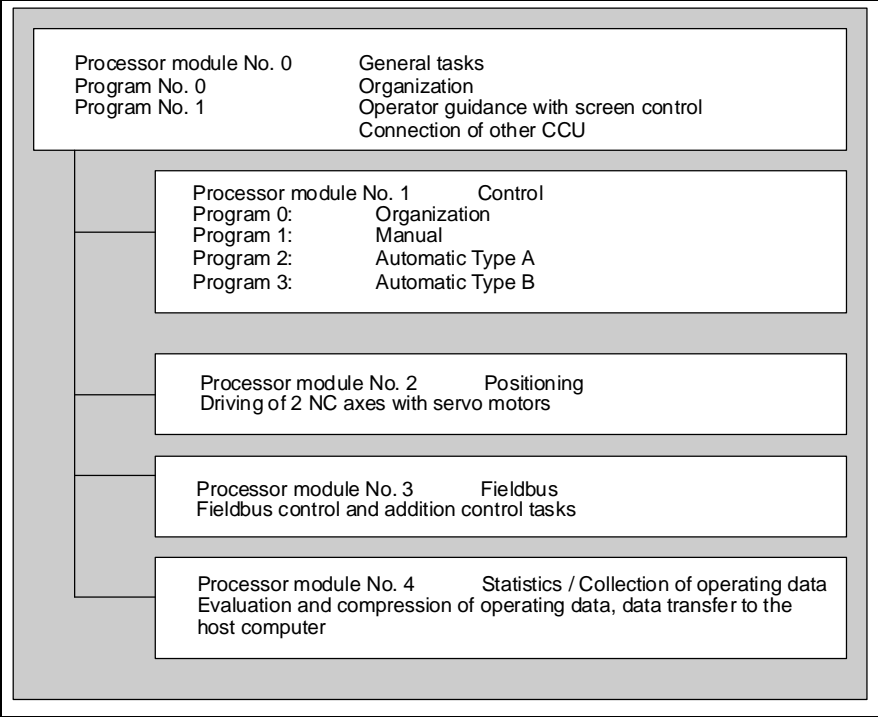 Processor module No. 0 General tasks
Program No. 0 Organization
Program No. 1 Operator guidance with screen control
Connection of other CCU
Processor module No. 1 Control
Program 0: Organization
Program 1: Manual
Program 2: Automatic Type A
Program 3: Automatic Type B
Processor module No. 2 Positioning
Driving of 2 NC axes with servo motors
Processor module No. 3 Fieldbus
Fieldbus control and addition control tasks
Processor module No. 4 Statistics / Collection of operating data
Evaluation and compression of operating data, data transfer to the
host computer